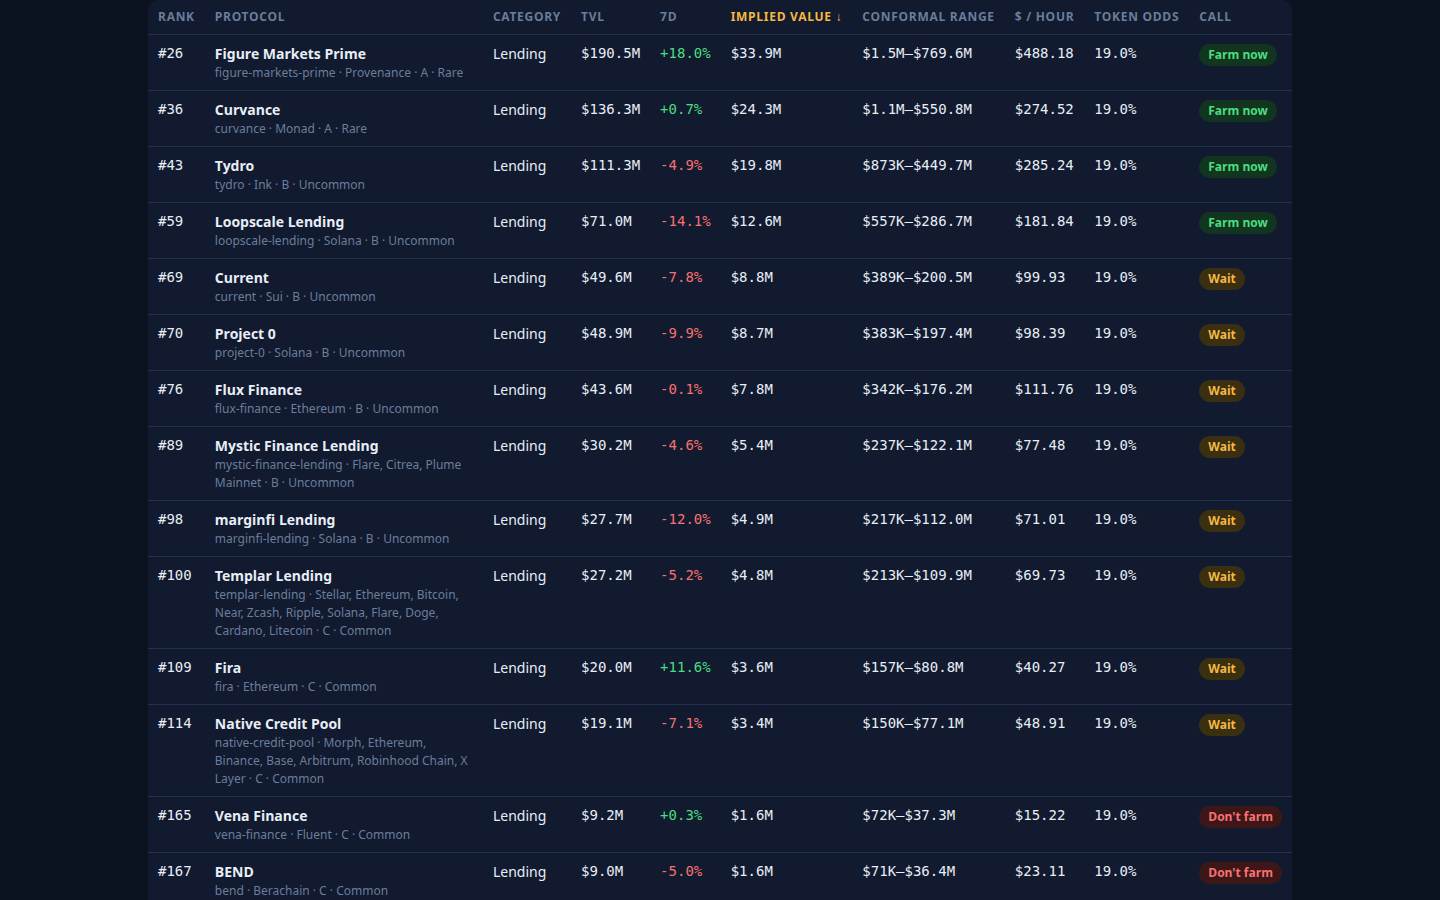 RANK PROTOCOL CATEGORY TVL 7D IMPLIED VALUE ↓ CONFORMAL RANGE $ / HOUR TOKEN ODDS CALL
#26 Figure Markets Prime Lending $190.5M +18.0% $33.9M $1.5M–$769.6M $488.18 19.0% Farm now
figure-markets-prime · Provenance · A · Rare
#36 Curvance Lending $136.3M +0.7% $24.3M $1.1M–$550.8M $274.52 19.0% Farm now
curvance · Monad · A · Rare
#43 Tydro Lending $111.3M -4.9% $19.8M $873K–$449.7M $285.24 19.0% Farm now
tydro · Ink · B · Uncommon
#59 Loopscale Lending Lending $71.0M -14.1% $12.6M $557K–$286.7M $181.84 19.0% Farm now
loopscale-lending · Solana · B · Uncommon
#69 Current Lending $49.6M -7.8% $8.8M $389K–$200.5M $99.93 19.0% Wait
current · Sui · B · Uncommon
#70 Project 0 Lending $48.9M -9.9% $8.7M $383K–$197.4M $98.39 19.0% Wait
project-0 · Solana · B · Uncommon
#76 Flux Finance Lending $43.6M -0.1% $7.8M $342K–$176.2M $111.76 19.0% Wait
flux-finance · Ethereum · B · Uncommon
#89 Mystic Finance Lending Lending $30.2M -4.6% $5.4M $237K–$122.1M $77.48 19.0% Wait
mystic-finance-lending · Flare, Citrea, Plume
Mainnet · B · Uncommon
#98 marginfi Lending Lending $27.7M -12.0% $4.9M $217K–$112.0M $71.01 19.0% Wait
marginfi-lending · Solana · B · Uncommon
#100 Templar Lending Lending $27.2M -5.2% $4.8M $213K–$109.9M $69.73 19.0% Wait
templar-lending · Stellar, Ethereum, Bitcoin,
Near, Zcash, Ripple, Solana, Flare, Doge,
Cardano, Litecoin · C · Common
#109 Fira Lending $20.0M +11.6% $3.6M $157K–$80.8M $40.27 19.0% Wait
fira · Ethereum · C · Common
#114 Native Credit Pool Lending $19.1M -7.1% $3.4M $150K–$77.1M $48.91 19.0% Wait
native-credit-pool · Morph, Ethereum,
Binance, Base, Arbitrum, Robinhood Chain, X
Layer · C · Common
#165 Vena Finance Lending $9.2M +0.3% $1.6M $72K–$37.3M $15.22 19.0% Don't farm
vena-finance · Fluent · C · Common
#167 BEND Lending $9.0M -5.0% $1.6M $71K–$36.4M $23.11 19.0% Don't farm
bend · Berachain · C · Common